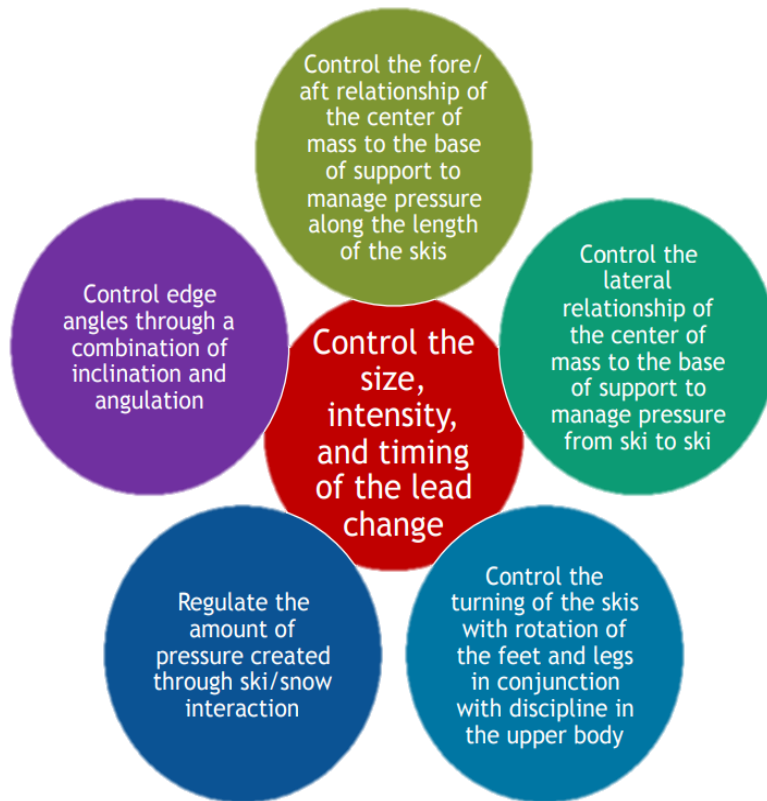 Control the fore/
aft relationship of
the center of
mass to the base
of support to
manage pressure
along the length
of the skis
Control the
lateral
relationship of
the center of
mass to the base
of support to
manage pressure
from ski to ski
Control the
turning of the skis
with rotation of
the feet and legs
in conjunction
with discipline in
the upper body
Regulate the
amount of
pressure created
through ski/snow
interaction
Control edge
angles through a
combination of
inclination and
angulation
Control the
size,
intensity,
and timing
of the lead
change